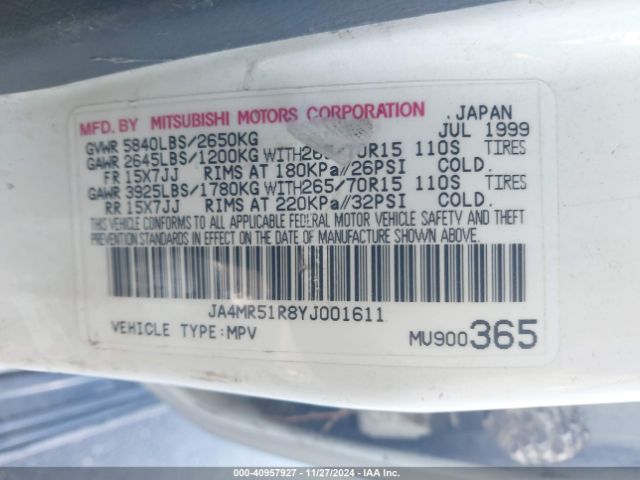 MFD. BY MITSUBISHI MOTORS CORPORATION .JAPAN
GVWR 5840LBS/2650KG JUL 1999
GAWR 2645LBS/1200KG WITH 265/70R15 110S TIRES
FR 15X7JJ RIMS AT 180KPa//26PSI COLD.
GAWR 3925LBS/1780KG WITH265/70R15 110S TIRES
RR 15X7JJ RIMS AT 220KPa//32PSI COLD.
THIS VEHICLE CONFORMS TO ALL APPLICABLE FEDERAL MOTOR VEHICLE SAFETY AND THEFT
PREVENTION STANDARDS IN EFFECT ON THE DATE OF MANUFACTURE SHOWN ABOVE.
JA4MR51R8YJ001611
VEHICLE TYPE:MPV MU900365
000-40957927 - 11/27/2024 - IAA Inc.